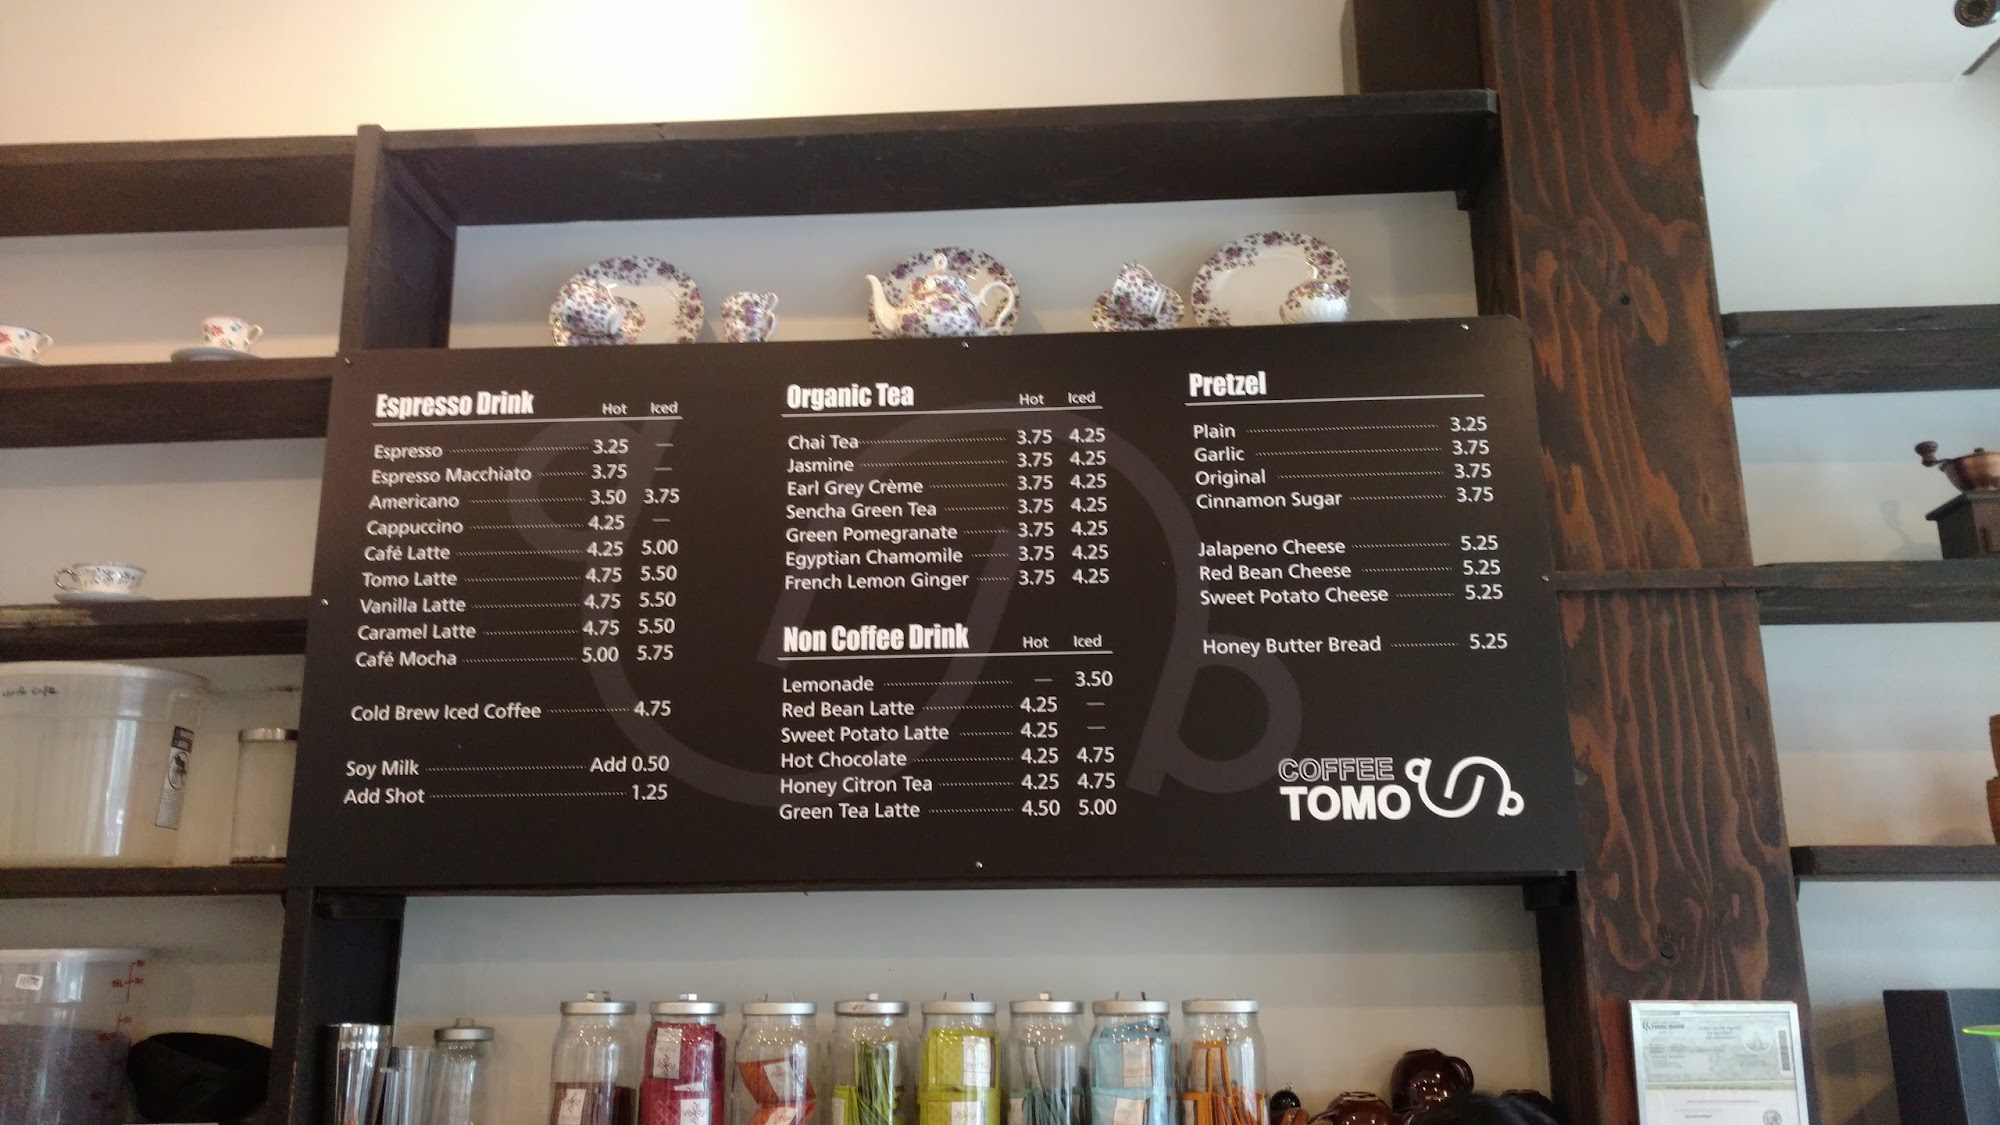 Espresso Drink Hot Iced
Espresso 3.25 —
Espresso Macchiato 3.75 —
Americano 3.50 3.75
Cappuccino 4.25 —
Café Latte 4.25 5.00
Tomo Latte 4.75 5.50
Vanilla Latte 4.75 5.50
Caramel Latte 4.75 5.50
Café Mocha 5.00 5.75
Cold Brew Iced Coffee 4.75
Soy Milk Add 0.50
Add Shot 1.25
Organic Tea Hot Iced
Chai Tea 3.75 4.25
Jasmine 3.75 4.25
Earl Grey Crème 3.75 4.25
Sencha Green Tea 3.75 4.25
Green Pomegranate 3.75 4.25
Egyptian Chamomile 3.75 4.25
French Lemon Ginger 3.75 4.25
Non Coffee Drink Hot Iced
Lemonade — 3.50
Red Bean Latte 4.25 —
Sweet Potato Latte 4.25 —
Hot Chocolate 4.25 4.75
Honey Citron Tea 4.25 4.75
Green Tea Latte 4.50 5.00
Pretzel
Plain 3.25
Garlic 3.75
Original 3.75
Cinnamon Sugar 3.75
Jalapeno Cheese 5.25
Red Bean Cheese 5.25
Sweet Potato Cheese 5.25
Honey Butter Bread 5.25
COFFEE
TOMO